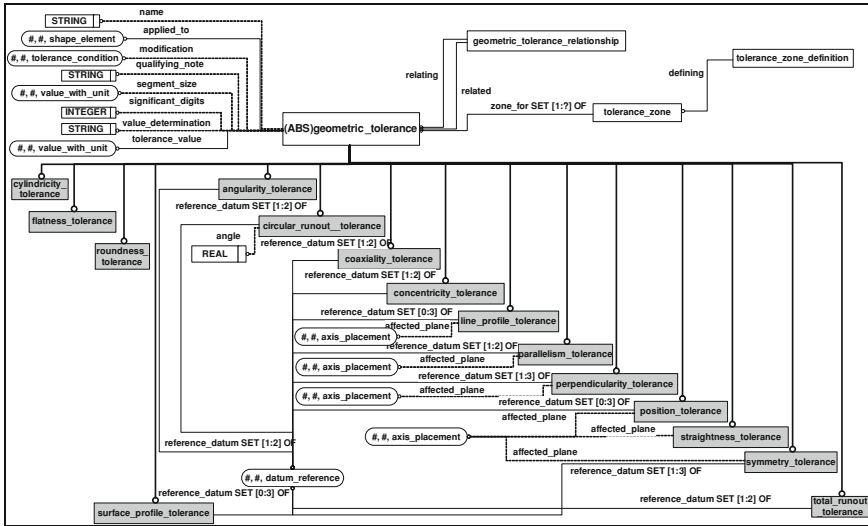 name
STRING
applied_to
#, #, shape_element
modification
#, #, tolerance_condition
qualifying_note
STRING
segment_size
#, #, value_with_unit
significant_digits
INTEGER
value_determination
STRING
tolerance_value
#, #, value_with_unit
(ABS)geometric_tolerance
geometric_tolerance_relationship
relating
related
zone_for SET [1:?] OF
tolerance_zone
defining
tolerance_zone_definition
cylindricity_
tolerance
flatness_tolerance
roundness_
tolerance
angularity_tolerance
reference_datum SET [1:2] OF
circular_runout__tolerance
angle
reference_datum SET [1:2] OF
REAL
coaxiality_tolerance
reference_datum SET [1:2] OF
concentricity_tolerance
reference_datum SET [0:3] OF
line_profile_tolerance
affected_plane
#, #, axis_placement
reference_datum SET [1:2] OF
parallelism_tolerance
affected_plane
#, #, axis_placement
reference_datum SET [1:3] OF
perpendicularity_tolerance
affected_plane
#, #, axis_placement
reference_datum SET [0:3] OF
position_tolerance
affected_plane
straightness_tolerance
affected_plane
#, #, axis_placement
reference_datum SET [1:2] OF
affected_plane
symmetry_tolerance
reference_datum SET [1:3] OF
#, #, datum_reference
reference_datum SET [0:3] OF
surface_profile_tolerance
reference_datum SET [1:2] OF
total_runout
_tolerance